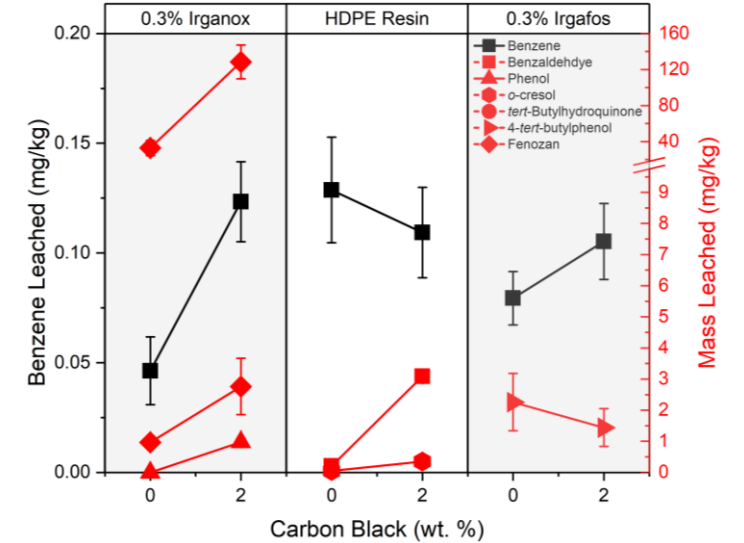 0.3% Irganox
HDPE Resin
0.3% Irgafos
0.20
0.15
0.10
0.05
0.00
Benzene Leached (mg/kg)
Benzene
Benzaldehdye
Phenol
o-cresol
tert-Butylhydroquinone
4-tert-butylphenol
Fenozan
160
120
80
40
9
8
7
6
5
4
3
2
1
0
Mass Leached (mg/kg)
0 2 0 2 0 2
Carbon Black (wt. %)